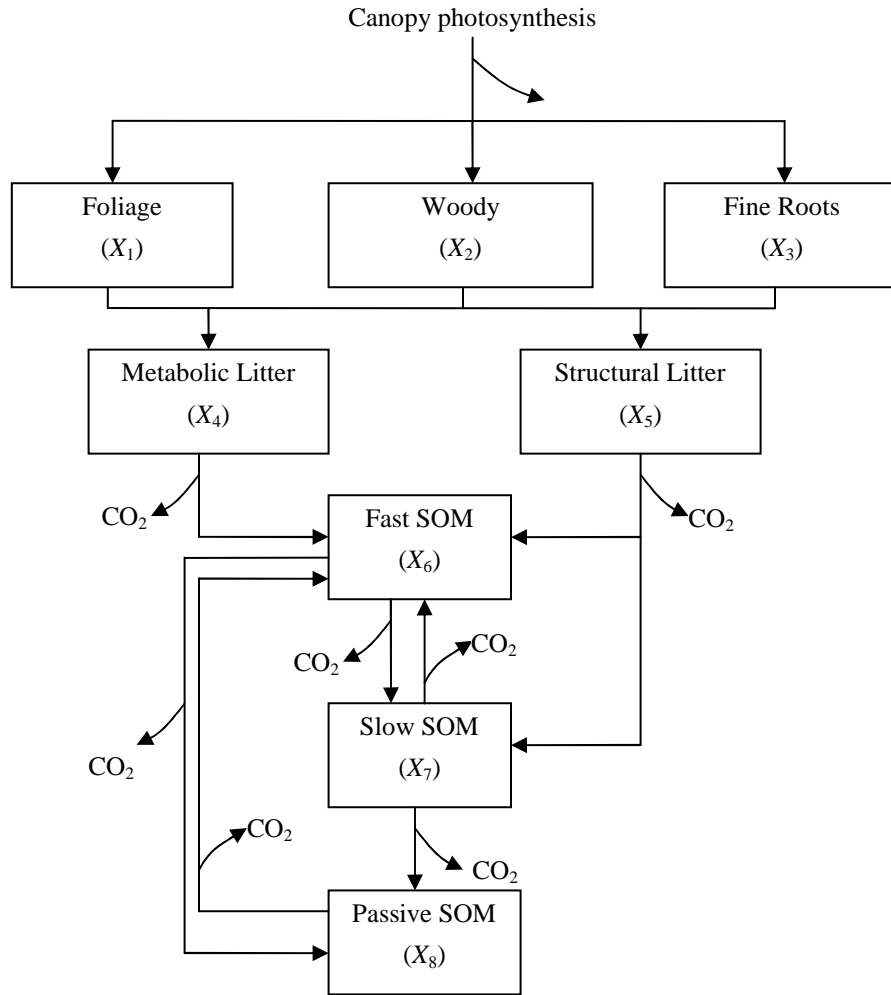 Canopy photosynthesis
Foliage
(X₁)
Woody
(X₂)
Fine Roots
(X₃)
Metabolic Litter
(X₄)
Structural Litter
(X₅)
CO₂
Fast SOM
(X₆)
CO₂
CO₂
CO₂
Slow SOM
(X₇)
CO₂
CO₂
CO₂
Passive SOM
(X₈)